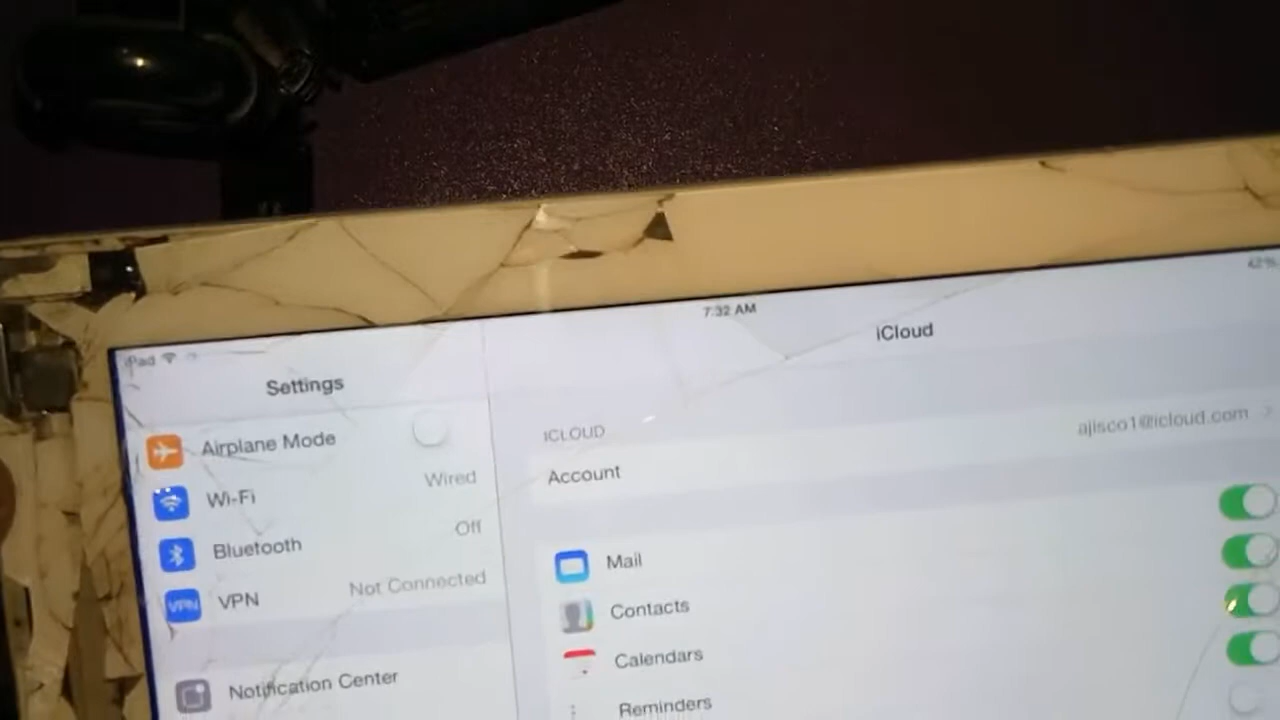 7:32 AM
42%
iPad
Settings
iCloud
Airplane Mode
Wi-Fi
Wired
Bluetooth
Off
VPN
VPN
Not Connected
Notification Center
ICLOUD
Account
ajisco1@icloud.com
Mail
Contacts
Calendars
Reminders